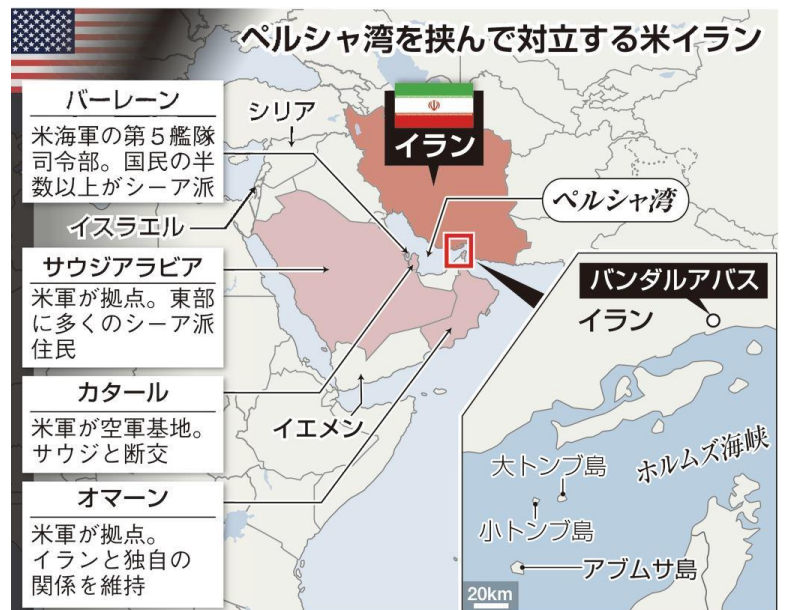 ペルシャ湾を挟んで対立する米イラン
バーレーン
米海軍の第5艦隊
司令部。国民の半
数以上がシーア派
シリア
イラン
ペルシャ湾
イスラエル
サウジアラビア
米軍が拠点。東部
に多くのシーア派
住民
カタール
米軍が空軍基地。
サウジと断交
イエメン
オマーン
米軍が拠点。
イランと独自の
関係を維持
バンダルアバス
イラン
ホルムズ海峡
大トンブ島
小トンブ島
アブムサ島
20km